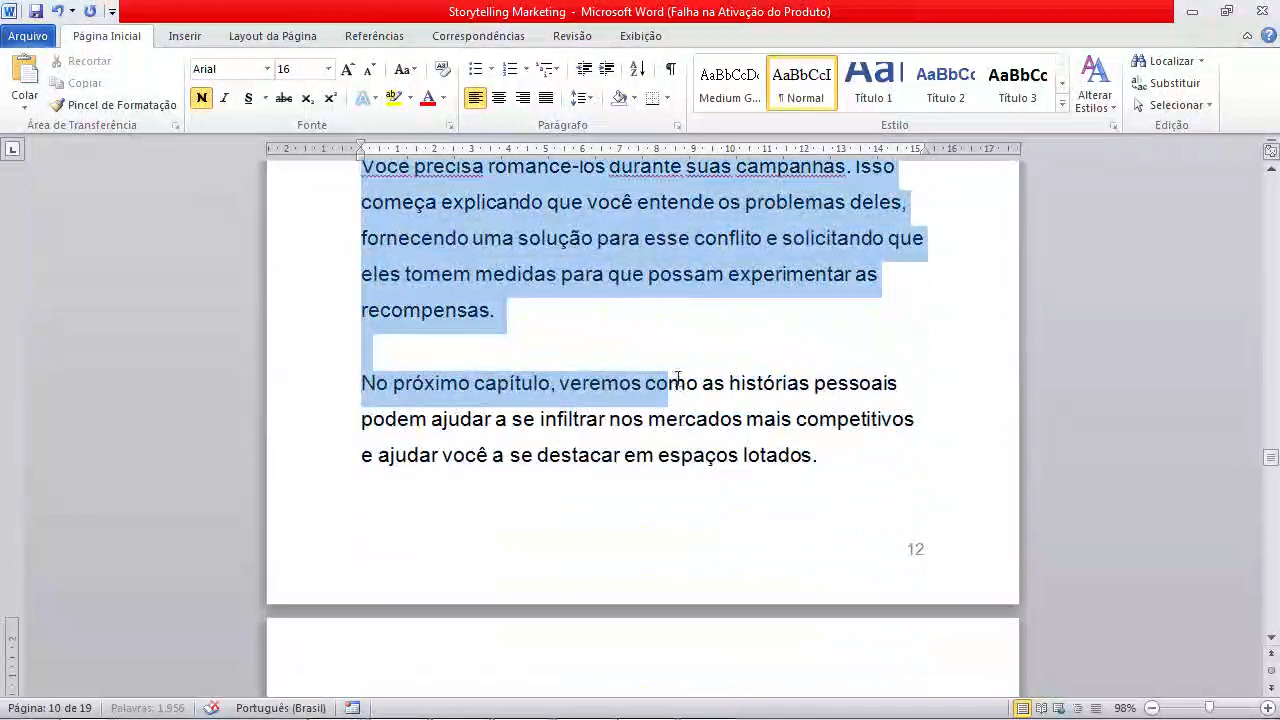 Storytelling Marketing - Microsoft Word (Falha na Ativação do Produto)
Arquivo Página Inicial Inserir Layout da Página Referências Correspondências Revisão Exibição
Colar
Recortar
Copiar
Pincel de Formatação
Área de Transferência
Arial 16
Fonte
Parágrafo
AaBbCcDc AaBbCcI AaI AaBbCc AaBbCc
Medium G... ¶ Normal Título 1 Título 2 Título 3
Alterar
Estilos
Estilo
Localizar
Substituir
Selecionar
Edição
Você precisa romance-los durante suas campanhas. Isso
começa explicando que você entende os problemas deles,
fornecendo uma solução para esse conflito e solicitando que
eles tomem medidas para que possam experimentar as
recompensas.
No próximo capítulo, veremos como as histórias pessoais
podem ajudar a se infiltrar nos mercados mais competitivos
e ajudar você a se destacar em espaços lotados.
12
Página: 10 de 19 Palavras: 1.956 Português (Brasil) 98%